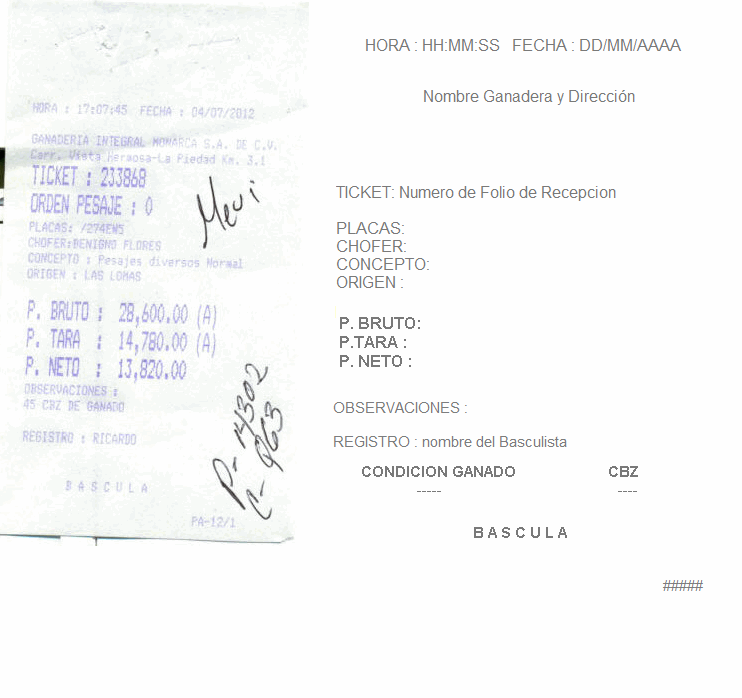 HORA : 17:07:45 FECHA : 04/07/2012
GANADERIA INTEGRAL MONARCA S.A. DE C.V.
Carr. Vista Hermosa-La Piedad Km. 3.1
TICKET : 233868
ORDEN PESAJE : 0
PLACAS: /274EW5
CHOFER:BENIGNO FLORES
CONCEPTO : Pesajes diversos Normal
ORIGEN : LAS LOMAS
P. BRUTO : 28,600.00 (A)
P. TARA : 14,780.00 (A)
P. NETO : 13,820.00
OBSERVACIONES :
45 CBZ DE GANADO
REGISTRO : RICARDO
B A S C U L A
PA-12/1
P- 14302
C- 963
HORA : HH:MM:SS FECHA : DD/MM/AAAA
Nombre Ganadera y Dirección
TICKET: Numero de Folio de Recepcion
PLACAS:
CHOFER:
CONCEPTO:
ORIGEN :
P. BRUTO:
P.TARA :
P. NETO :
OBSERVACIONES :
REGISTRO : nombre del Basculista
CONDICION GANADO CBZ
----- ----
B A S C U L A
#####